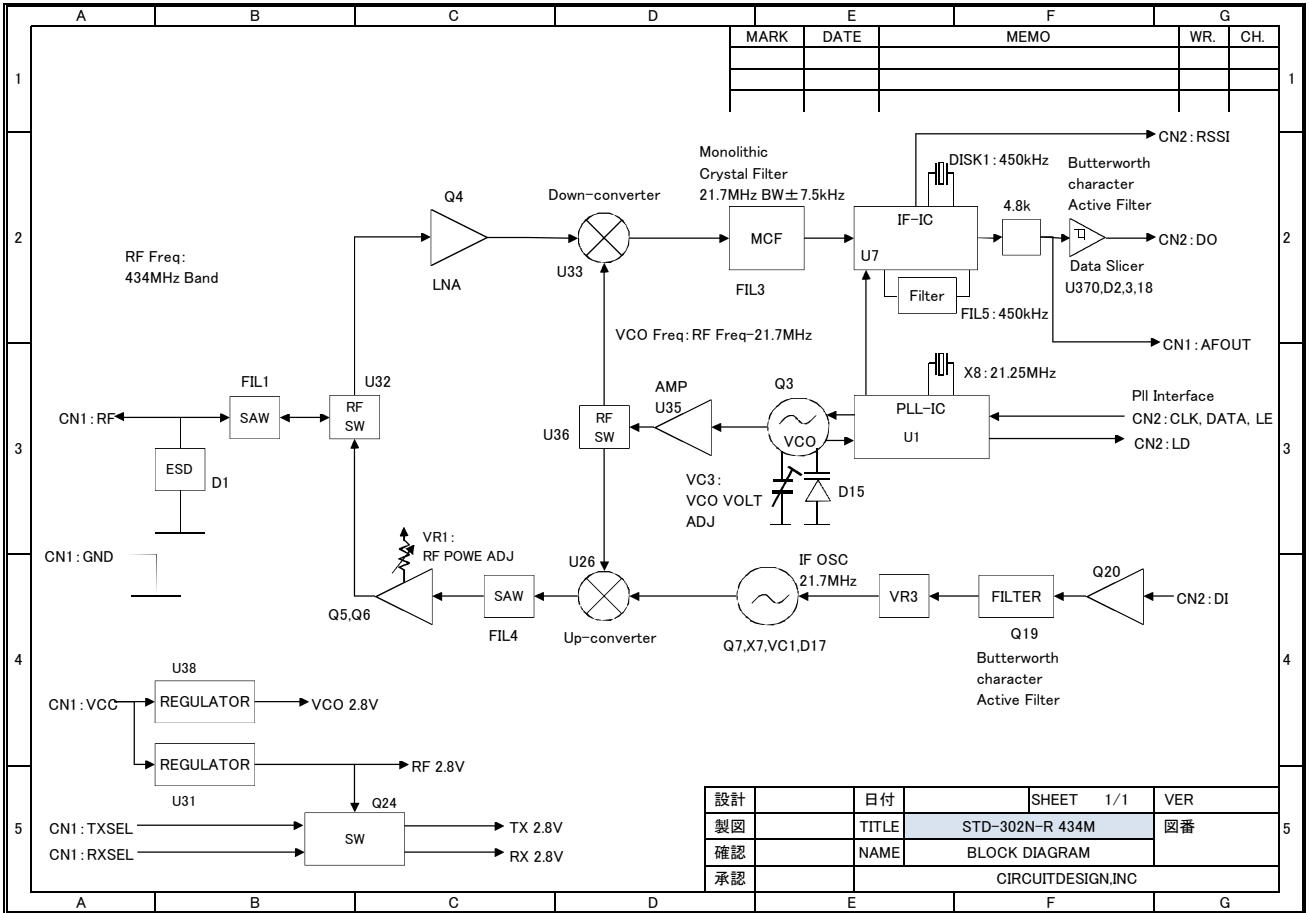 A B C D E F G
MARK DATE MEMO WR. CH.
1 1
CN2:RSSI
Monolithic
Crystal Filter
21.7MHz BW±7.5kHz
DISK1:450kHz
Butterworth
character
Active Filter
Q4
Down-converter
IF-IC
4.8k
2 2
MCF
CN2:DO
RF Freq:
434MHz Band
U33
U7
Data Slicer
U370,D2,3,18
LNA
FIL3
Filter
FIL5:450kHz
VCO Freq:RF Freq-21.7MHz
CN1:AFOUT
FIL1
U32
AMP
U35
Q3
X8:21.25MHz
Pll Interface
CN1:RF
SAW
RF
SW
U36
RF
SW
VCO
PLL-IC
U1
CN2:CLK, DATA, LE
CN2:LD
3 3
ESD
D1
VC3:
VCO VOLT
ADJ
D15
CN1:GND
VR1:
RF POWE ADJ
U26
IF OSC
21.7MHz
Q20
SAW
VR3
FILTER
CN2:DI
Q5,Q6
FIL4
Up-converter
Q7,X7,VC1,D17
Q19
Butterworth
character
Active Filter
4 4
U38
CN1:VCC
REGULATOR
VCO 2.8V
REGULATOR
RF 2.8V
U31
Q24
CN1:TXSEL
SW
TX 2.8V
CN1:RXSEL
RX 2.8V
5 5
設計 日付 SHEET 1/1 VER
製図 TITLE STD-302N-R 434M 図番
確認 NAME BLOCK DIAGRAM
承認 CIRCUITDESIGN,INC
A B C D E F G